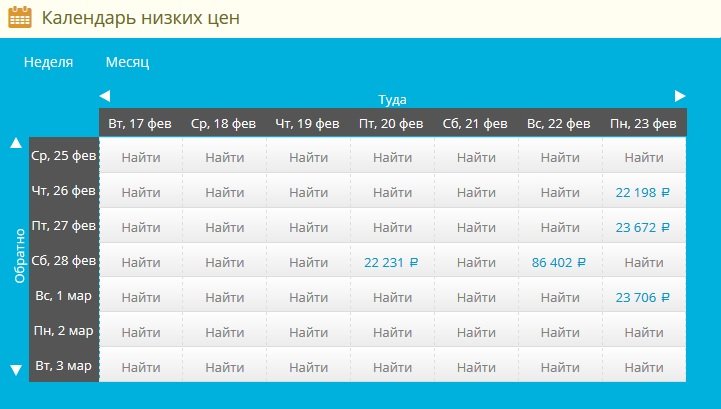 Календарь низких цен
Неделя Месяц
Туда
Вт, 17 фев Ср, 18 фев Чт, 19 фев Пт, 20 фев Сб, 21 фев Вс, 22 фев Пн, 23 фев
Обратно
Ср, 25 фев Найти Найти Найти Найти Найти Найти Найти
Чт, 26 фев Найти Найти Найти Найти Найти Найти 22 198 ₽
Пт, 27 фев Найти Найти Найти Найти Найти Найти 23 672 ₽
Сб, 28 фев Найти Найти Найти 22 231 ₽ Найти 86 402 ₽ Найти
Вс, 1 мар Найти Найти Найти Найти Найти Найти 23 706 ₽
Пн, 2 мар Найти Найти Найти Найти Найти Найти Найти
Вт, 3 мар Найти Найти Найти Найти Найти Найти Найти